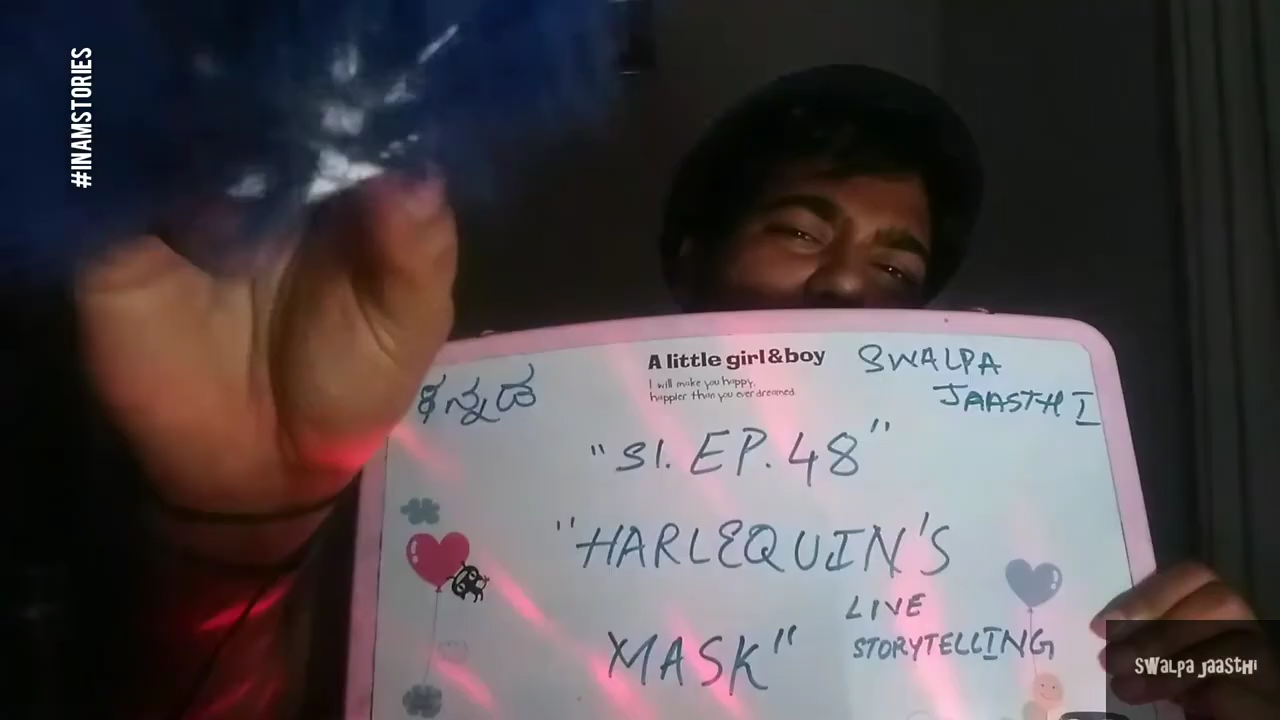 #INAMSTORIES
A little girl&boy
I will make you happy.
happier than you ever dreamed.
SWALPA
JAASTHI
ಕನ್ನಡ
"S1. EP. 48"
"HARLEQUIN'S
MASK"
LIVE
STORYTELLING
SWALPA JAASTHI